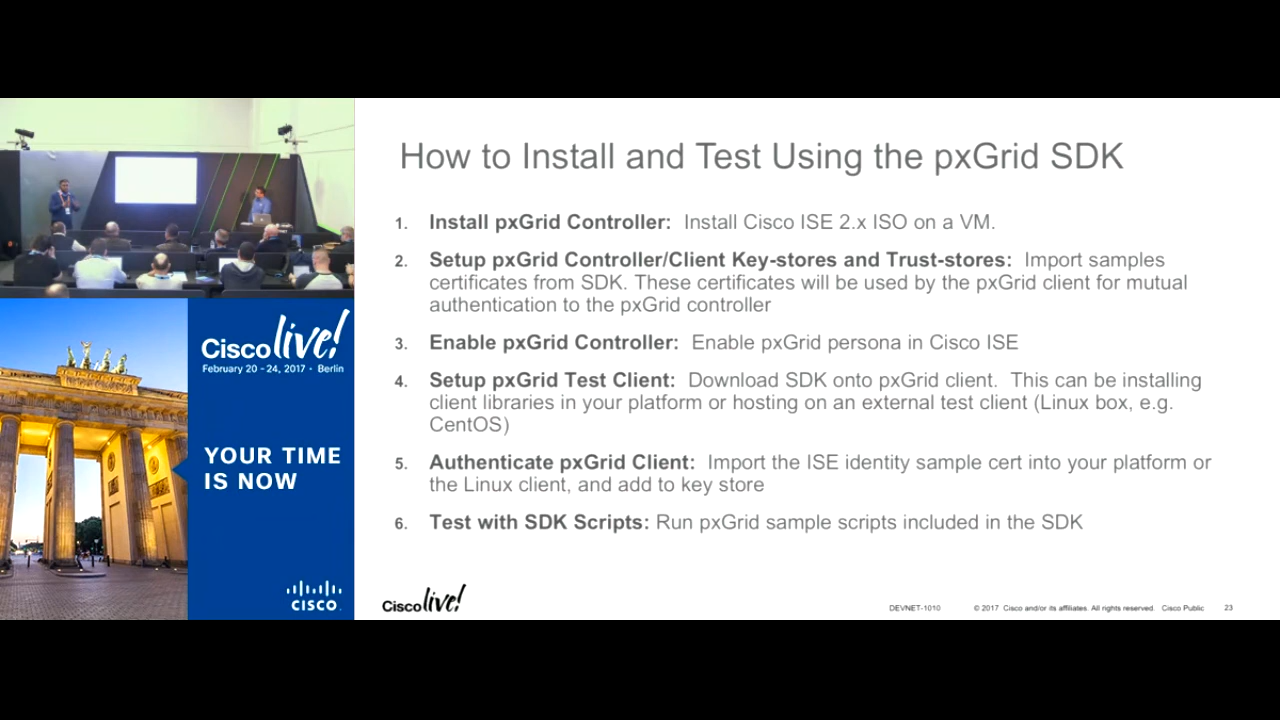 How to Install and Test Using the pxGrid SDK
1. Install pxGrid Controller: Install Cisco ISE 2.x ISO on a VM.
2. Setup pxGrid Controller/Client Key-stores and Trust-stores: Import samples
certificates from SDK. These certificates will be used by the pxGrid client for mutual
authentication to the pxGrid controller
3. Enable pxGrid Controller: Enable pxGrid persona in Cisco ISE
4. Setup pxGrid Test Client: Download SDK onto pxGrid client. This can be installing
client libraries in your platform or hosting on an external test client (Linux box, e.g.
CentOS)
5. Authenticate pxGrid Client: Import the ISE identity sample cert into your platform or
the Linux client, and add to key store
6. Test with SDK Scripts: Run pxGrid sample scripts included in the SDK
Cisco live!
February 20 - 24, 2017 • Berlin
YOUR TIME
IS NOW
CISCO.
Cisco live!
DEVNET-1010 © 2017 Cisco and/or its affiliates. All rights reserved. Cisco Public 23